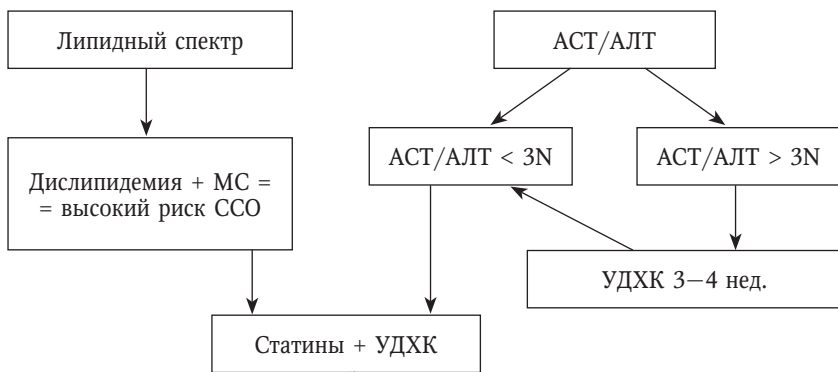 Липидный спектр
АСТ/АЛТ
Дислипидемия + МС =
= высокий риск ССО
АСТ/АЛТ < 3N
АСТ/АЛТ > 3N
УДХК 3—4 нед.
Статины + УДХК